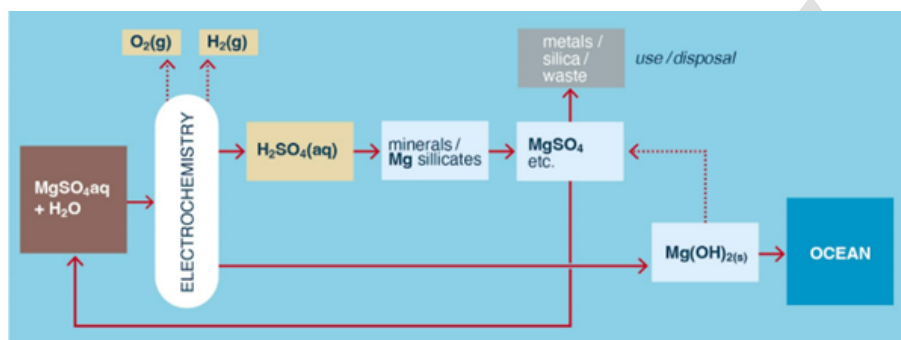 O₂(g)
H₂(g)
metals /
silica /
waste
use / disposal
ELECTROCHEMISTRY
MgSO₄aq
+ H₂O
H₂SO₄(aq)
minerals /
Mg sillicates
MgSO₄
etc.
Mg(OH)₂₍ₛ₎
OCEAN